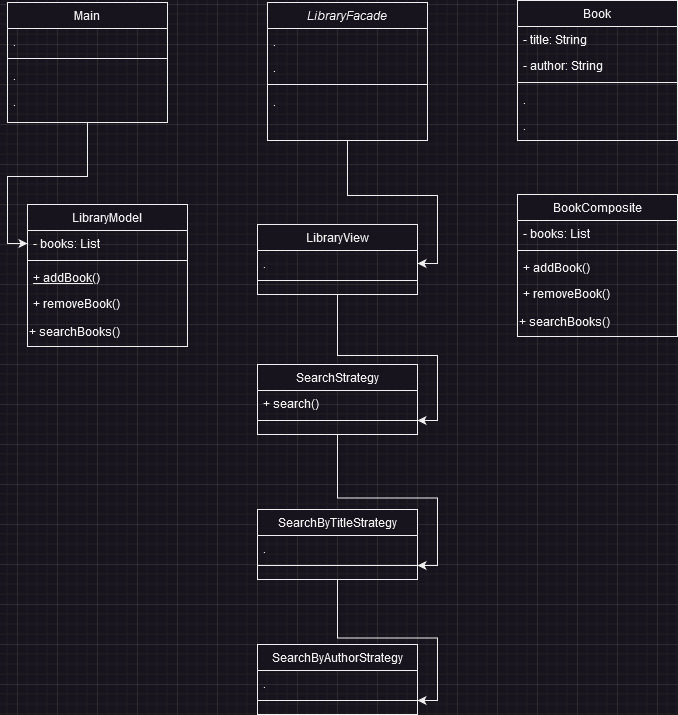 Main
.
.
.
LibraryFacade
.
.
.
Book
- title: String
- author: String
.
.
LibraryModel
- books: List
+ addBook()
+ removeBook()
+ searchBooks()
LibraryView
.
BookComposite
- books: List
+ addBook()
+ removeBook()
+ searchBooks()
SearchStrategy
+ search()
SearchByTitleStrategy
.
SearchByAuthorStrategy
.